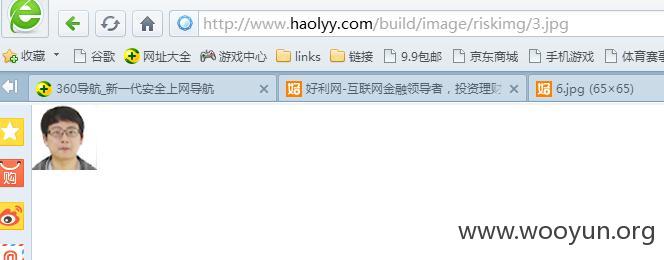 http://www.haolyy.com/build/image/riskimg/3.jpg
收藏 谷歌 网址大全 游戏中心 links 链接 9.9包邮 京东商城 手机游戏 体育赛事
360导航_新一代安全上网导航 好利网-互联网金融领导者，投资理财 6.jpg (65×65)
购
www.wooyun.org